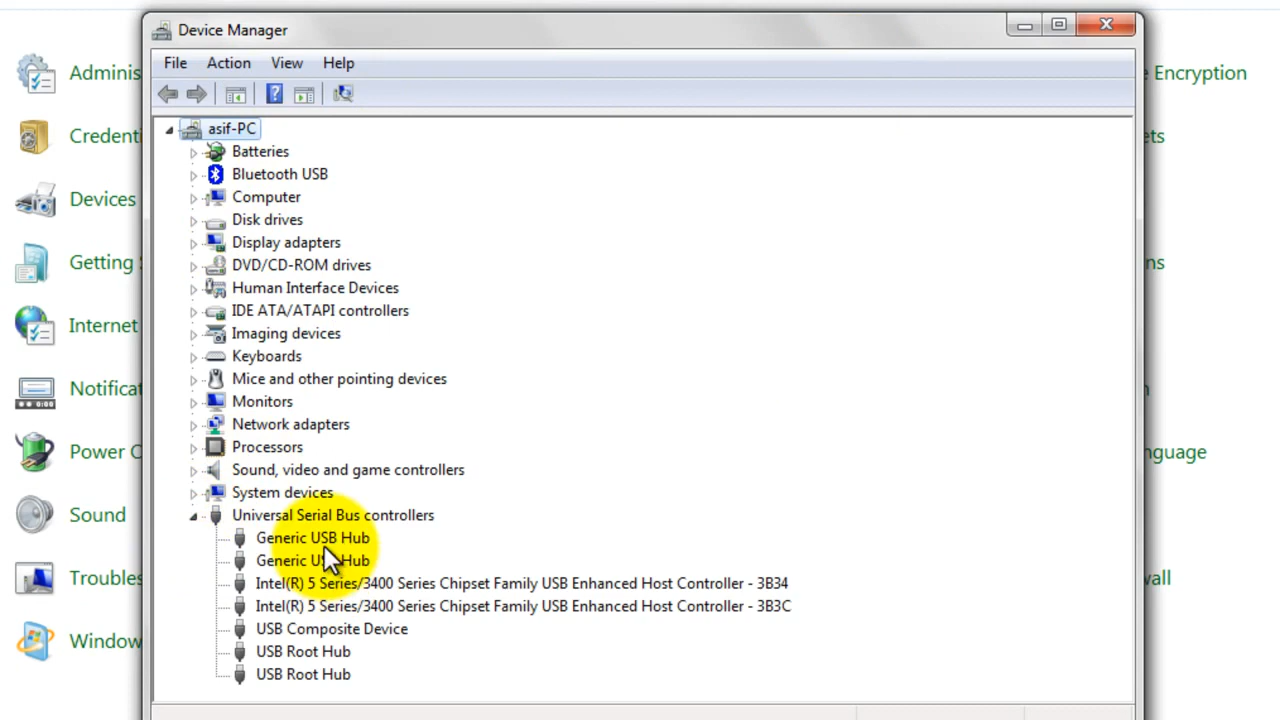 Device Manager
File Action View Help
asif-PC
Batteries
Bluetooth USB
Computer
Disk drives
Display adapters
DVD/CD-ROM drives
Human Interface Devices
IDE ATA/ATAPI controllers
Imaging devices
Keyboards
Mice and other pointing devices
Monitors
Network adapters
Processors
Sound, video and game controllers
System devices
Universal Serial Bus controllers
Generic USB Hub
Generic USB Hub
Intel(R) 5 Series/3400 Series Chipset Family USB Enhanced Host Controller - 3B34
Intel(R) 5 Series/3400 Series Chipset Family USB Enhanced Host Controller - 3B3C
USB Composite Device
USB Root Hub
USB Root Hub
Adminis
Credenti
Devices
Getting
Internet
Notificat
Power O
Sound
Troubles
Window
Encryption
ets
ns
nguage
wall